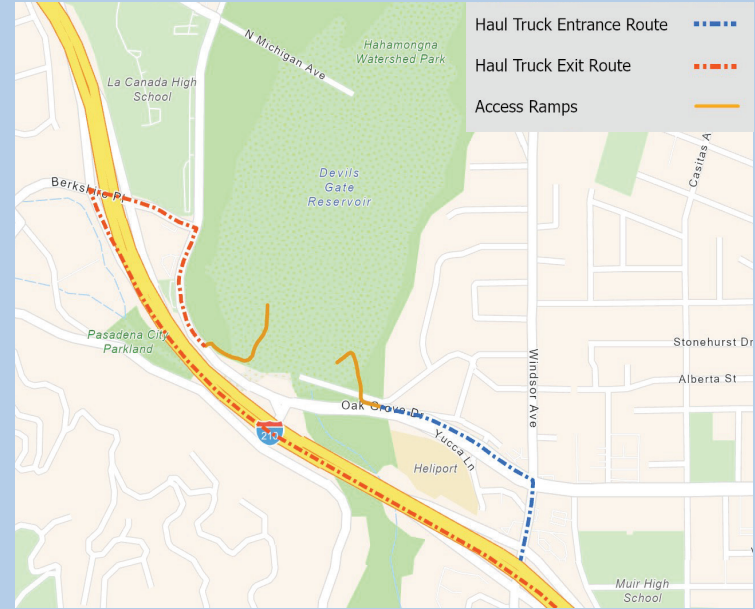 Haul Truck Entrance Route
Haul Truck Exit Route
Access Ramps
N Michigan Ave
Hahamongna
Watershed Park
La Canada High
School
Devils
Gate
Reservoir
Casitas A
Berkshire Pl
Pasadena City
Parkland
Windsor Ave
Stonehurst Dr
Alberta St
Oak Grove Dr
Yucca Ln
210
Heliport
Muir High
School